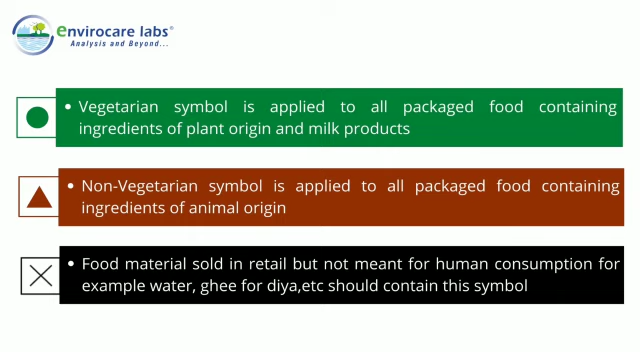 envirocare labs®
Analysis and Beyond...
• Vegetarian symbol is applied to all packaged food containing
ingredients of plant origin and milk products
• Non-Vegetarian symbol is applied to all packaged food containing
ingredients of animal origin
• Food material sold in retail but not meant for human consumption for
example water, ghee for diya,etc should contain this symbol